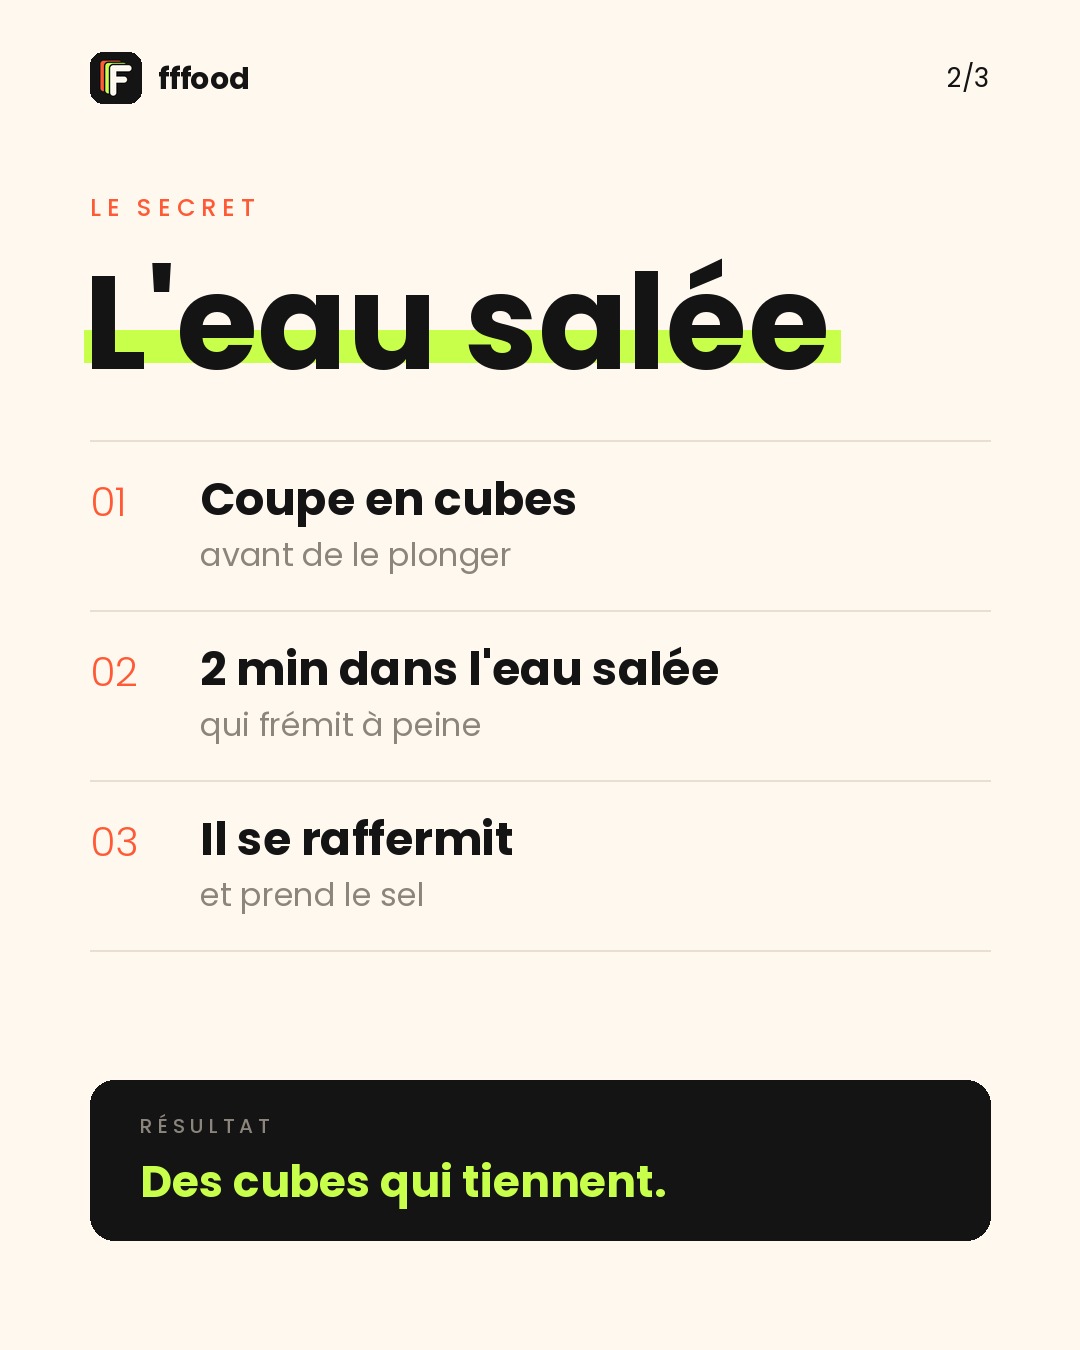 fffood
2/3
LE SECRET
L'eau salée
01
Coupe en cubes
avant de le plonger
02
2 min dans l'eau salée
qui frémit à peine
03
Il se raffermit
et prend le sel
RÉSULTAT
Des cubes qui tiennent.